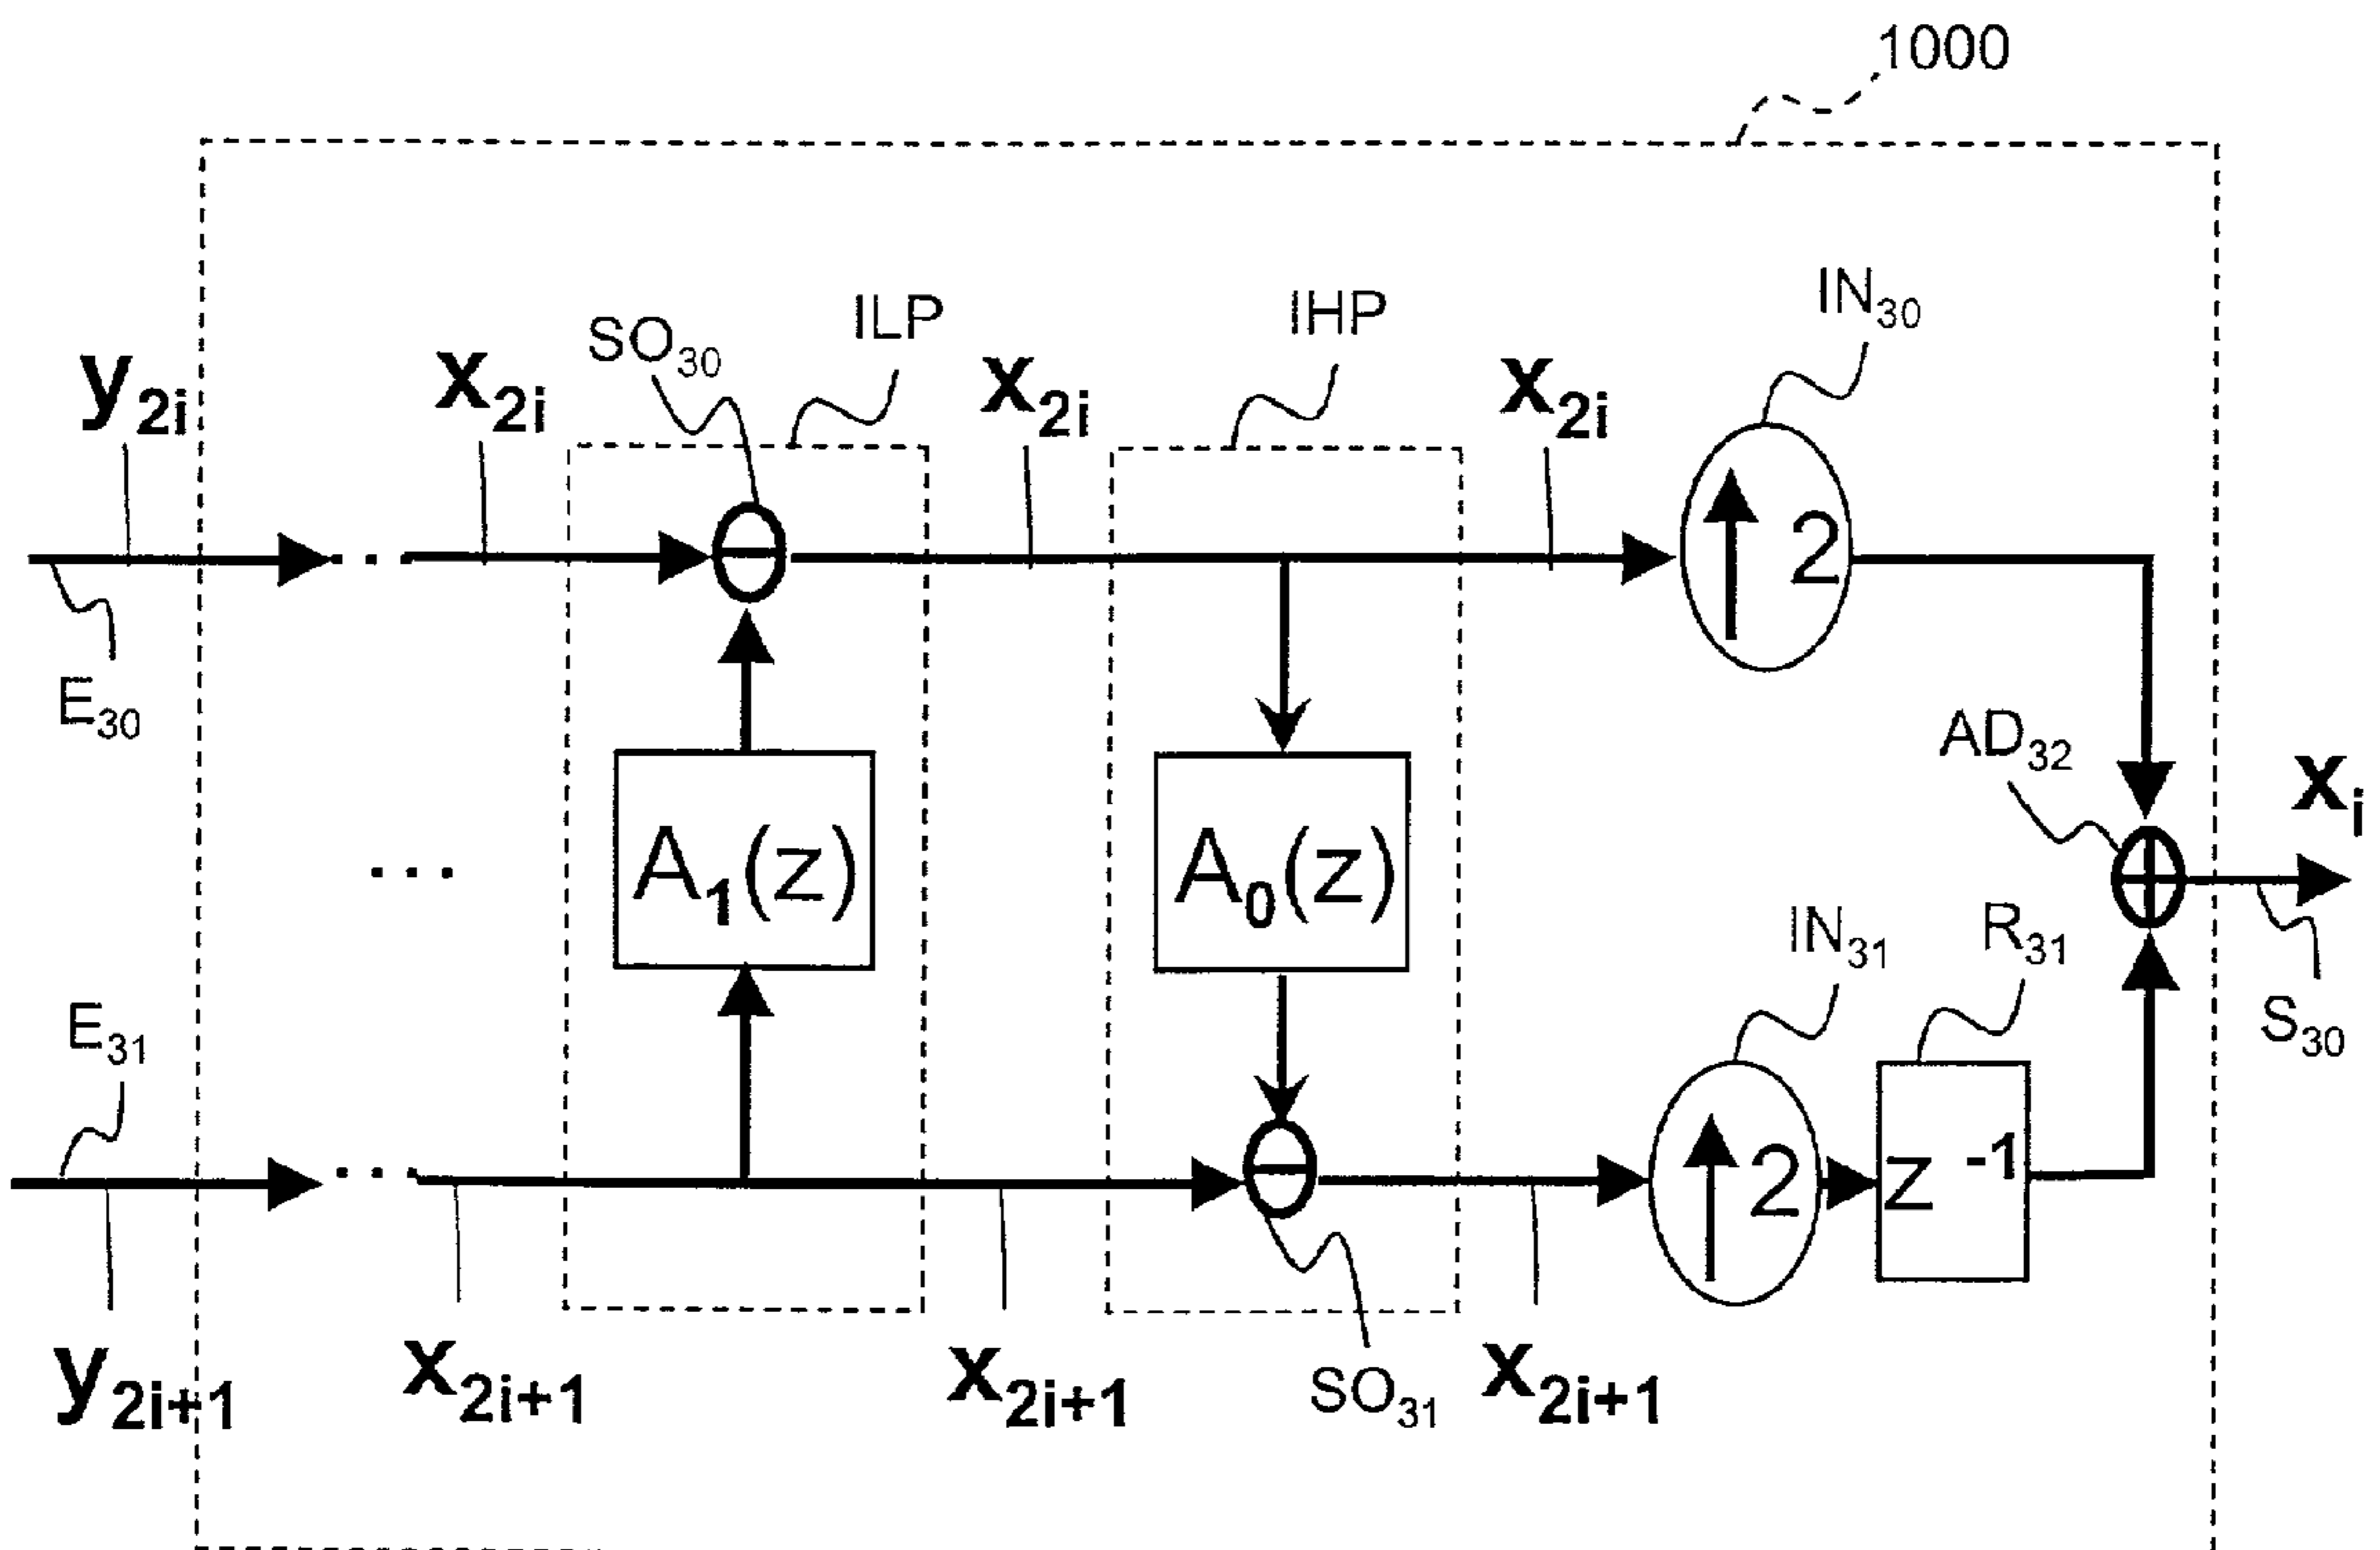 1000
IN30
ILP
IHP
SO30
y2i
x2i
x2i
x2i
↑ 2
E30
AD32
xi
A1(z)
A0(z)
...
IN31
R31
E31
S30
↑ 2
z -1
y2i+1
x2i+1
x2i+1
SO31
x2i+1